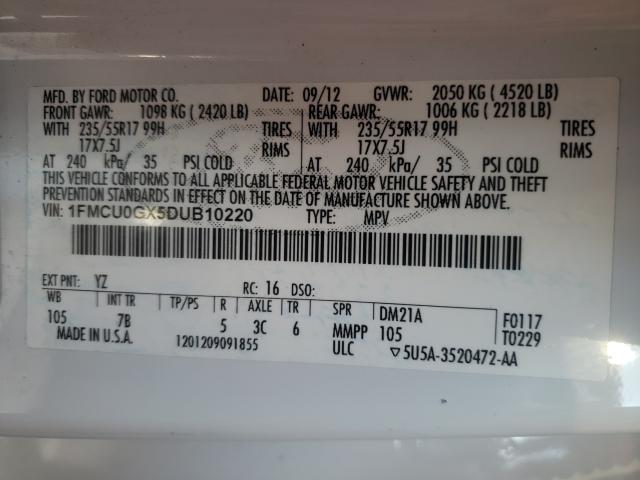 MFD. BY FORD MOTOR CO. DATE: 09/12 GVWR: 2050 KG ( 4520 LB)
FRONT GAWR: 1098 KG ( 2420 LB) REAR GAWR: 1006 KG ( 2218 LB)
WITH 235/55R17 99H TIRES WITH 235/55R17 99H TIRES
17X7.5J RIMS 17X7.5J RIMS
AT 240 kPa/ 35 PSI COLD AT 240 kPa/ 35 PSI COLD
THIS VEHICLE CONFORMS TO ALL APPLICABLE FEDERAL MOTOR VEHICLE SAFETY AND THEFT
PREVENTION STANDARDS IN EFFECT ON THE DATE OF MANUFACTURE SHOWN ABOVE.
VIN: 1FMCU0GX5DUB10220 TYPE: MPV
EXT PNT: YZ RC: 16 DSO:
WB INT TR TP/PS R AXLE TR SPR DM21A F0117
105 7B 5 3C 6 MMPP 105 T0229
MADE IN U.S.A. 1201209091855 ULC ▽5U5A-3520472-AA